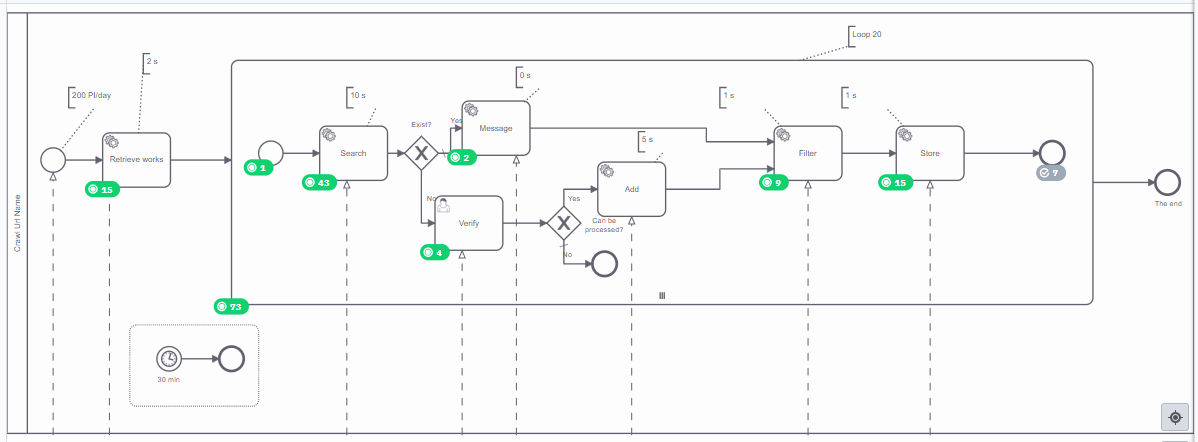 Loop 20
2 s
0 s
200 PI/day
10 s
1 s
1 s
Exist?
Yes
Message
5 s
Retrieve works
Search
Filter
Store
2
1
7
15
43
9
15
Add
Yes
No
Verify
Can be
processed?
The end
Crawl Url Name
4
No
73
30 min